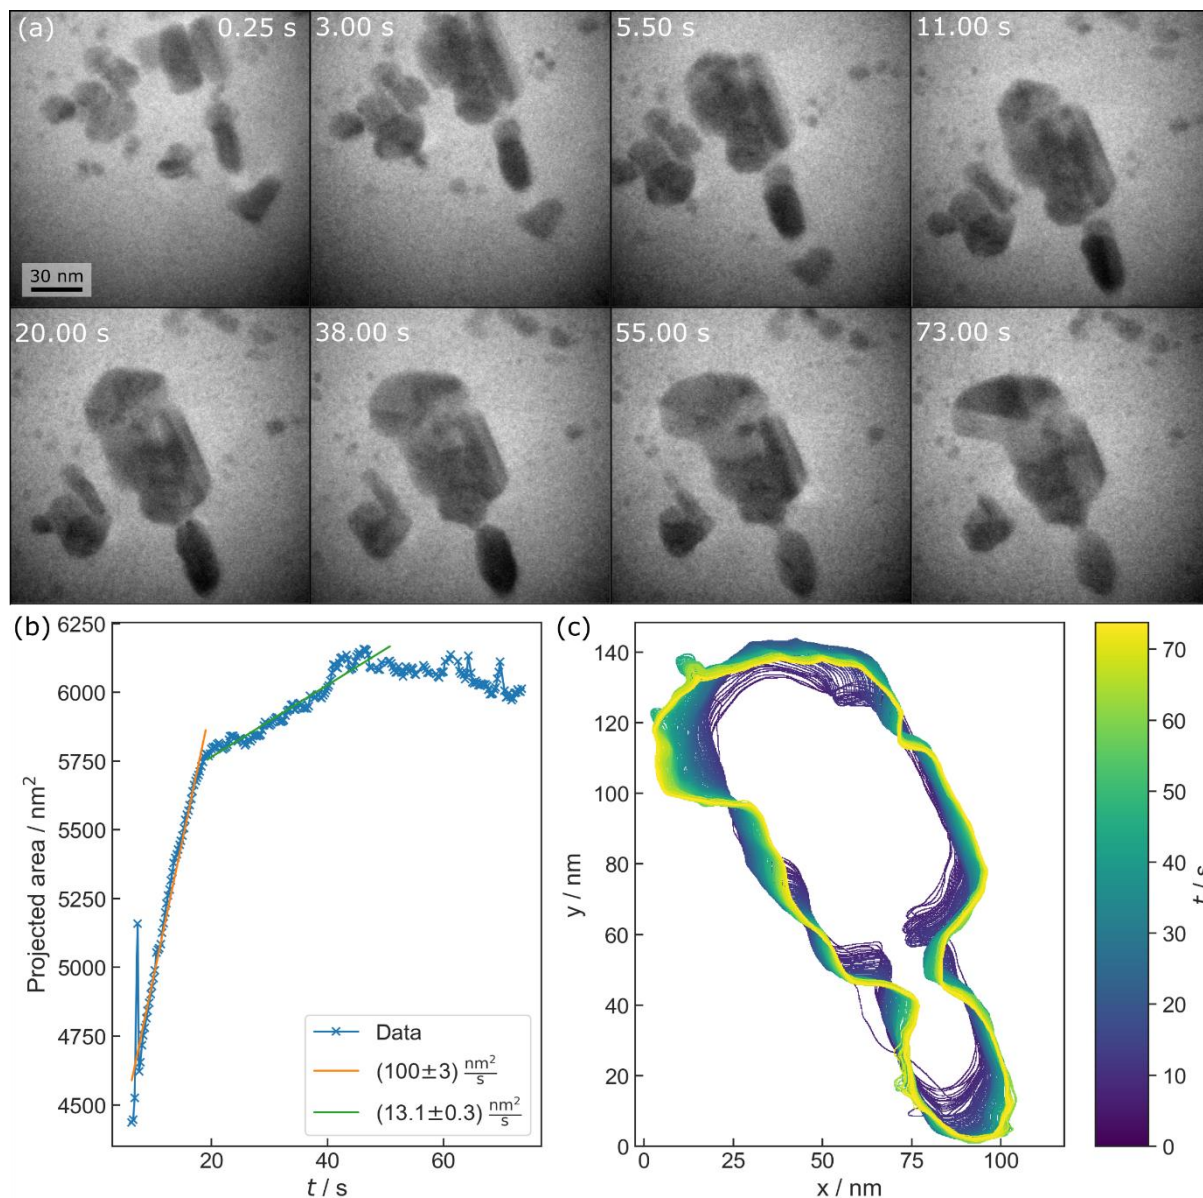 (a) 0.25 s 3.00 s 5.50 s 11.00 s
30 nm
20.00 s 38.00 s 55.00 s 73.00 s
(b)
6250
6000
5750
5500
5250
5000
4750
4500
Projected area / nm²
20 40 60
t / s
Data
(100±3) nm²/s
(13.1±0.3) nm²/s
(c)
140
120
100
80
60
40
20
0
y / nm
0 25 50 75 100
x / nm
70
60
50
40
30
20
10
0
t / s